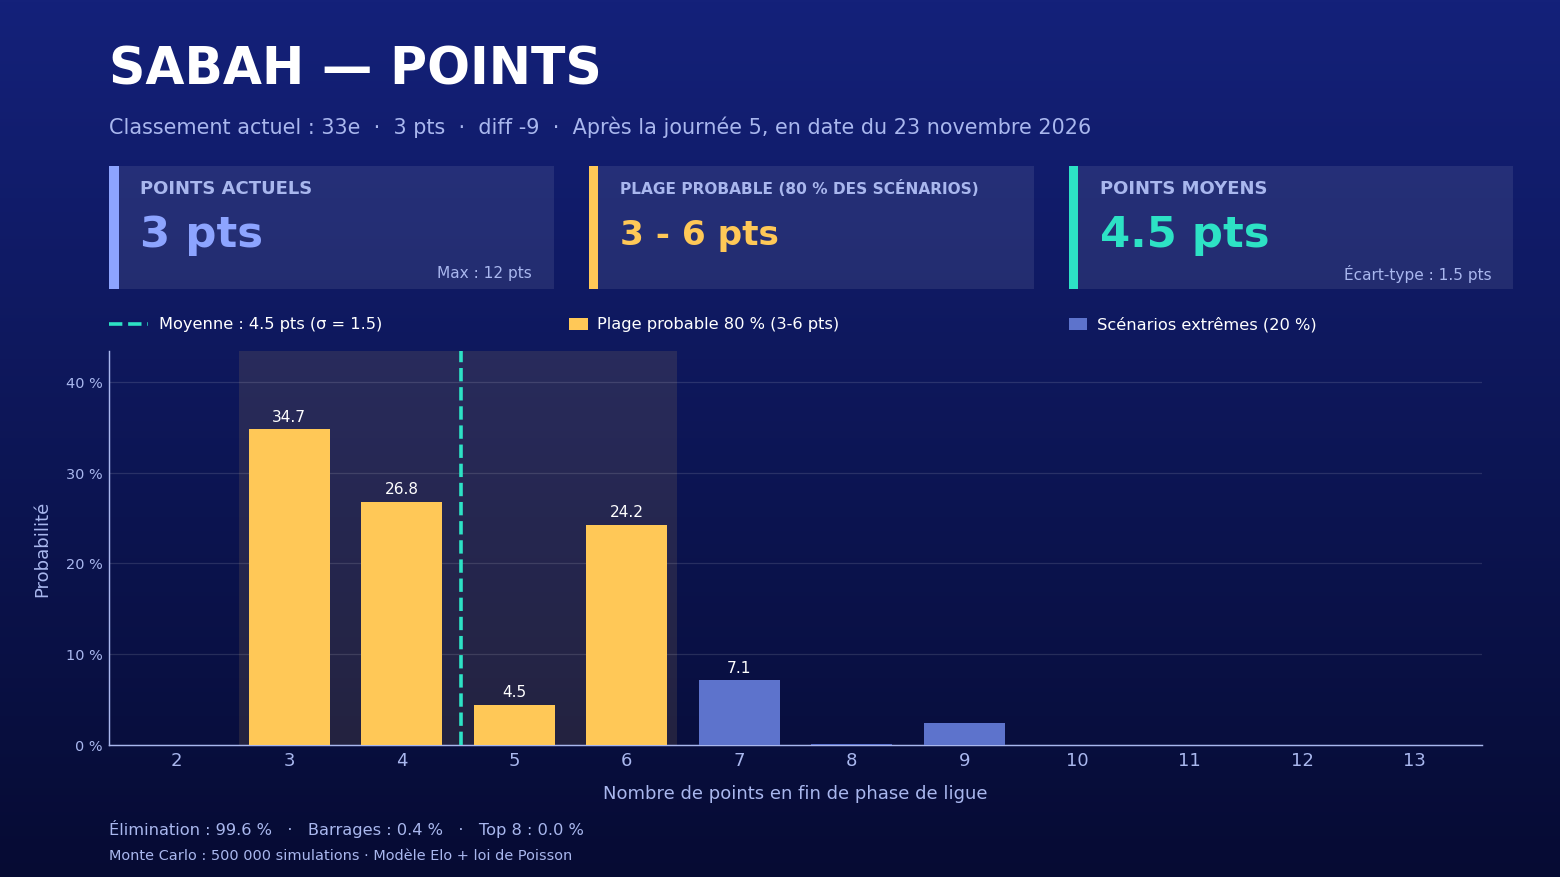 SABAH — POINTS
Classement actuel : 33e · 3 pts · diff -9 · Après la journée 5, en date du 23 novembre 2026
POINTS ACTUELS
3 pts
Max : 12 pts
PLAGE PROBABLE (80 % DES SCÉNARIOS)
3 - 6 pts
POINTS MOYENS
4.5 pts
Écart-type : 1.5 pts
Moyenne : 4.5 pts (σ = 1.5)
Plage probable 80 % (3-6 pts)
Scénarios extrêmes (20 %)
Probabilité
40 %
30 %
20 %
10 %
0 %
34.7
26.8
4.5
24.2
7.1
2 3 4 5 6 7 8 9 10 11 12 13
Nombre de points en fin de phase de ligue
Élimination : 99.6 % · Barrages : 0.4 % · Top 8 : 0.0 %
Monte Carlo : 500 000 simulations · Modèle Elo + loi de Poisson